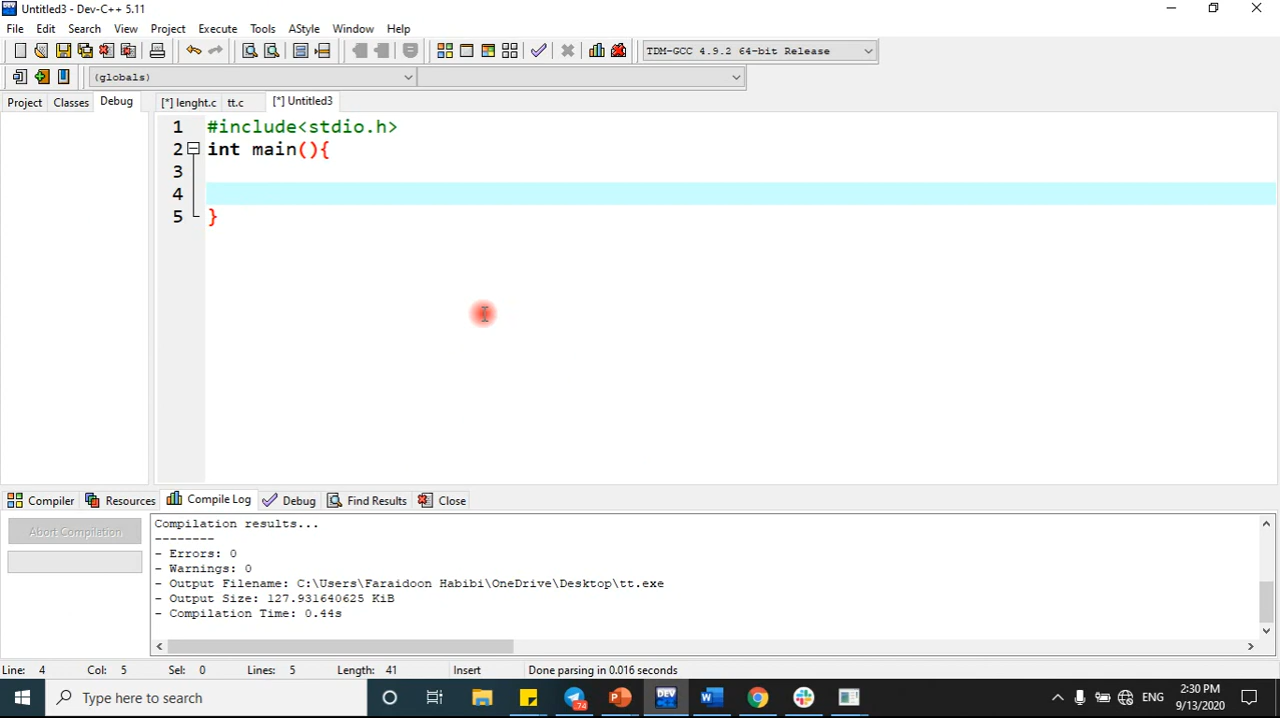 Untitled3 - Dev-C++ 5.11
File Edit Search View Project Execute Tools AStyle Window Help
TDM-GCC 4.9.2 64-bit Release
(globals)
Project Classes Debug [*] lenght.c tt.c [*] Untitled3
1 #include<stdio.h>
2 int main(){
3
4
5 }
Compiler Resources Compile Log Debug Find Results Close
Abort Compilation
Compilation results...
--------
- Errors: 0
- Warnings: 0
- Output Filename: C:\Users\Faraidoon Habibi\OneDrive\Desktop\tt.exe
- Output Size: 127.931640625 KiB
- Compilation Time: 0.44s
Line: 4 Col: 5 Sel: 0 Lines: 5 Length: 41 Insert Done parsing in 0.016 seconds
Type here to search
74
DEV
ENG
2:30 PM
9/13/2020